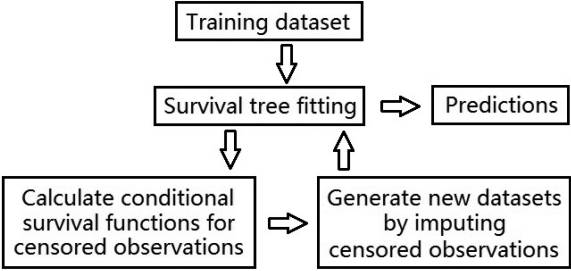 Training dataset
Survival tree fitting
Predictions
Calculate conditional
survival functions for
censored observations
Generate new datasets
by imputing
censored observations